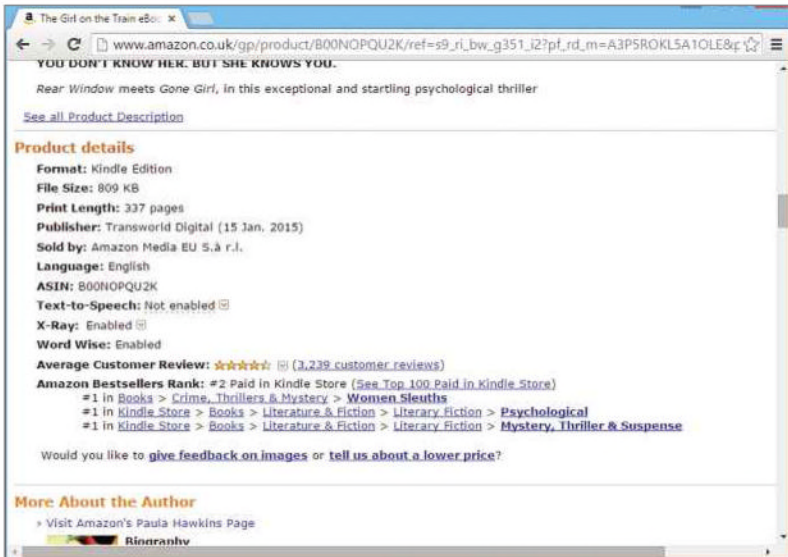 The Girl on the Train eBo
www.amazon.co.uk/gp/product/B00NOPQU2K/ref=s9_ri_bw_g351_i2?pf_rd_m=A3P5ROKL5A1OLE&p
YOU DON'T KNOW HER. BUT SHE KNOWS YOU.
Rear Window meets Gone Girl, in this exceptional and startling psychological thriller
See all Product Description
Product details
Format: Kindle Edition
File Size: 809 KB
Print Length: 337 pages
Publisher: Transworld Digital (15 Jan. 2015)
Sold by: Amazon Media EU S.à r.l.
Language: English
ASIN: B00NOPQU2K
Text-to-Speech: Not enabled
X-Ray: Enabled
Word Wise: Enabled
Average Customer Review: (3,239 customer reviews)
Amazon Bestsellers Rank: #2 Paid in Kindle Store (See Top 100 Paid in Kindle Store)
#1 in Books > Crime, Thrillers & Mystery > Women Sleuths
#1 in Kindle Store > Books > Literature & Fiction > Literary Fiction > Psychological
#1 in Kindle Store > Books > Literature & Fiction > Literary Fiction > Mystery, Thriller & Suspense
Would you like to give feedback on images or tell us about a lower price?
More About the Author
› Visit Amazon's Paula Hawkins Page
Biography